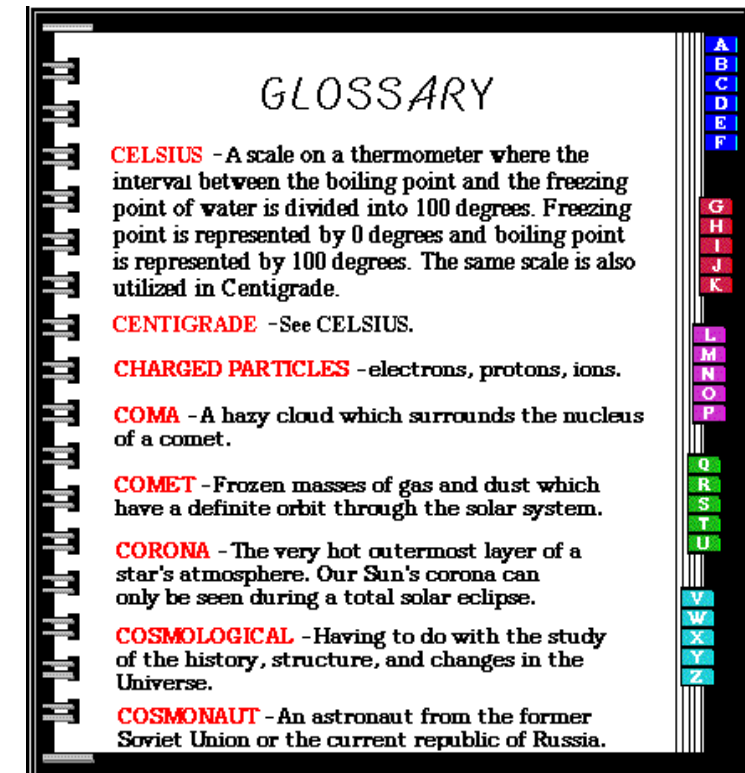 GLOSSARY
CELSIUS - A scale on a thermometer where the
interval between the boiling point and the freezing
point of water is divided into 100 degrees. Freezing
point is represented by 0 degrees and boiling point
is represented by 100 degrees. The same scale is also
utilized in Centigrade.
CENTIGRADE - See CELSIUS.
CHARGED PARTICLES - electrons, protons, ions.
COMA - A hazy cloud which surrounds the nucleus
of a comet.
COMET - Frozen masses of gas and dust which
have a definite orbit through the solar system.
CORONA - The very hot outermost layer of a
star's atmosphere. Our Sun's corona can
only be seen during a total solar eclipse.
COSMOLOGICAL - Having to do with the study
of the history, structure, and changes in the
Universe.
COSMONAUT - An astronaut from the former
Soviet Union or the current republic of Russia.
A
B
C
D
E
F
G
H
I
J
K
L
M
N
O
P
Q
R
S
T
U
V
W
X
Y
Z